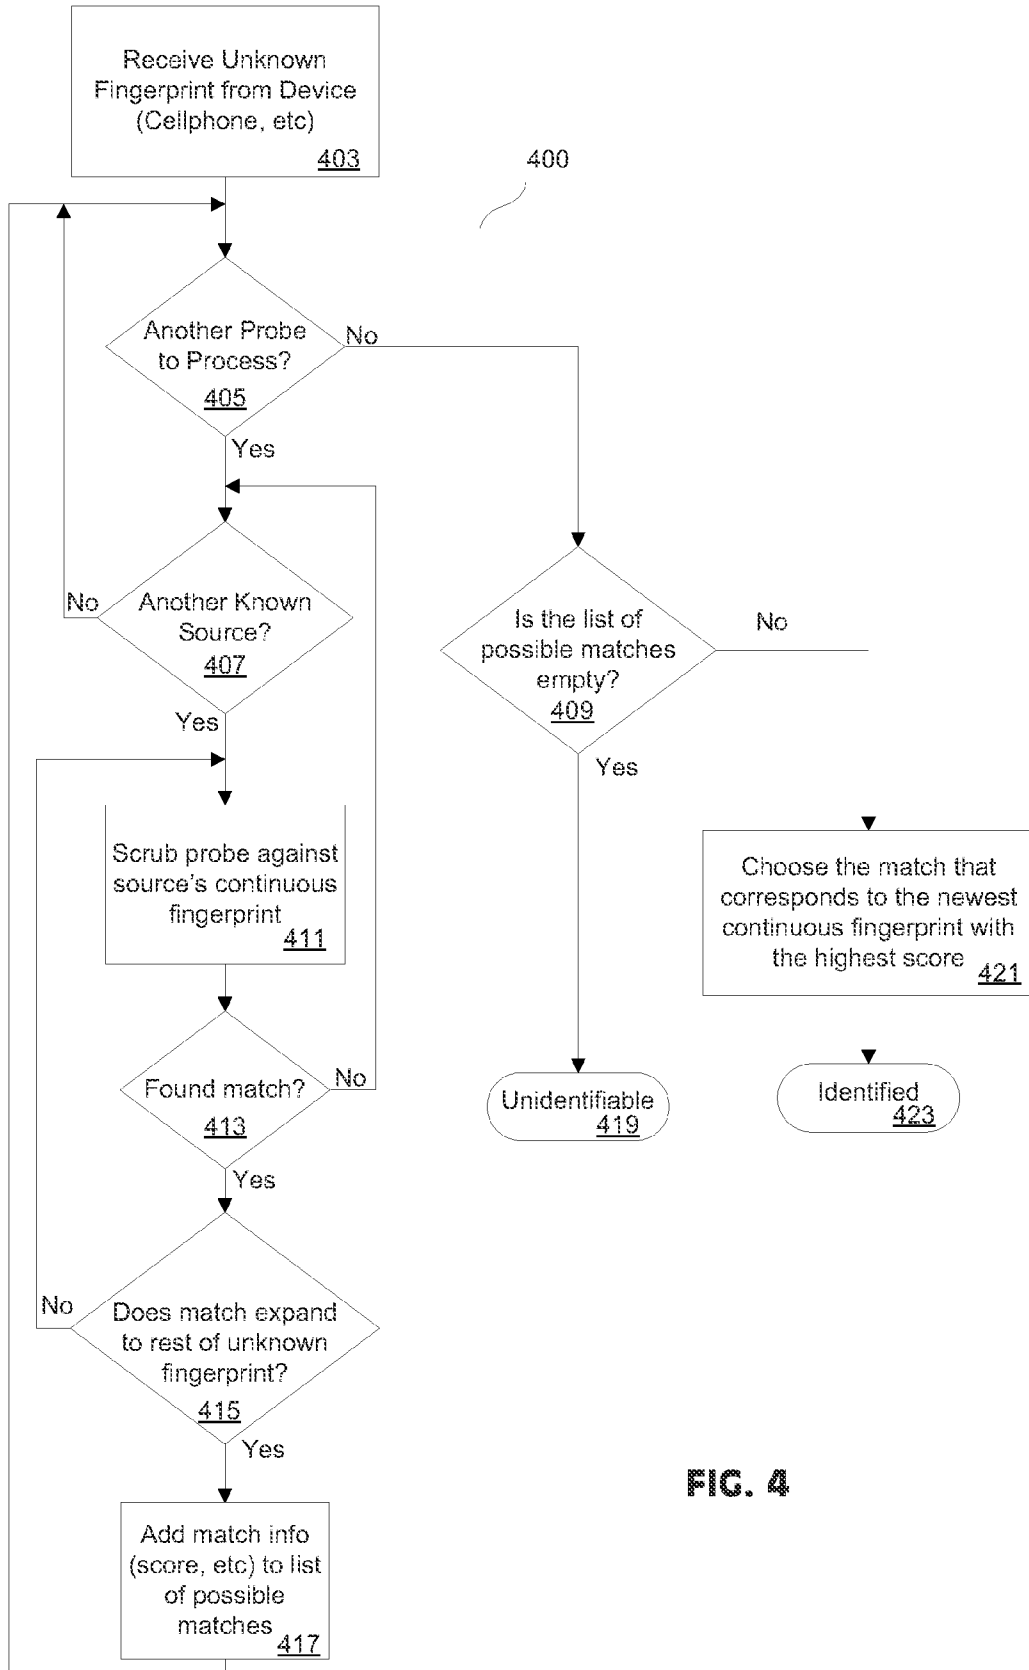 Receive Unknown
Fingerprint from Device
(Cellphone, etc)
403
400
Another Probe
to Process?
405
No
Yes
Another Known
Source?
407
No
Yes
Is the list of
possible matches
empty?
409
No
Yes
Scrub probe against
source's continuous
fingerprint
411
Choose the match that
corresponds to the newest
continuous fingerprint with
the highest score
421
Found match?
413
No
Yes
Unidentifiable
419
Identified
423
Does match expand
to rest of unknown
fingerprint?
415
No
Yes
Add match info
(score, etc) to list
of possible
matches
417
FIG. 4